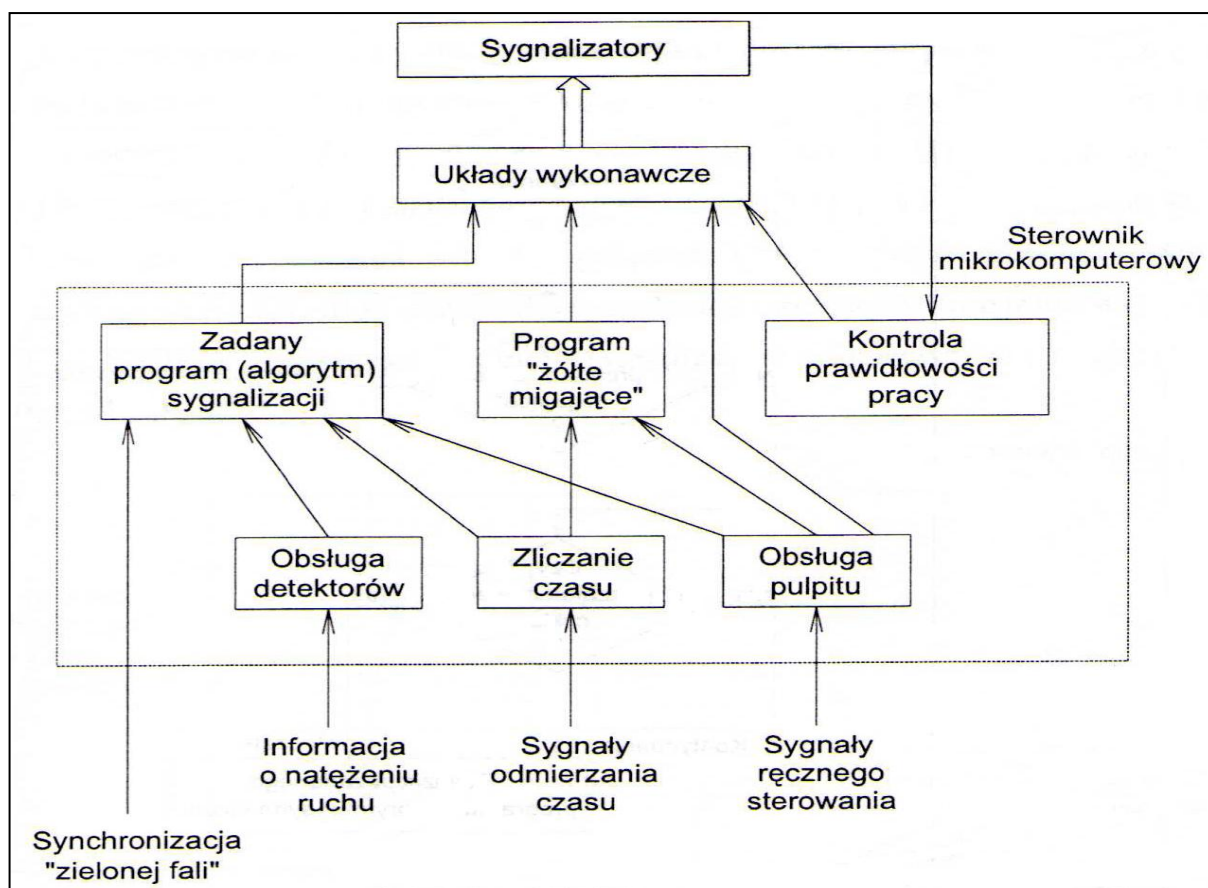 Sygnalizatory
Układy wykonawcze
Sterownik
mikrokomputerowy
Zadany
program (algorytm)
sygnalizacji
Program
"żółte
migające"
Kontrola
prawidłowości
pracy
Obsługa
detektorów
Zliczanie
czasu
Obsługa
pulpitu
Informacja
o natężeniu
ruchu
Sygnały
odmierzania
czasu
Sygnały
ręcznego
sterowania
Synchronizacja
"zielonej fali"